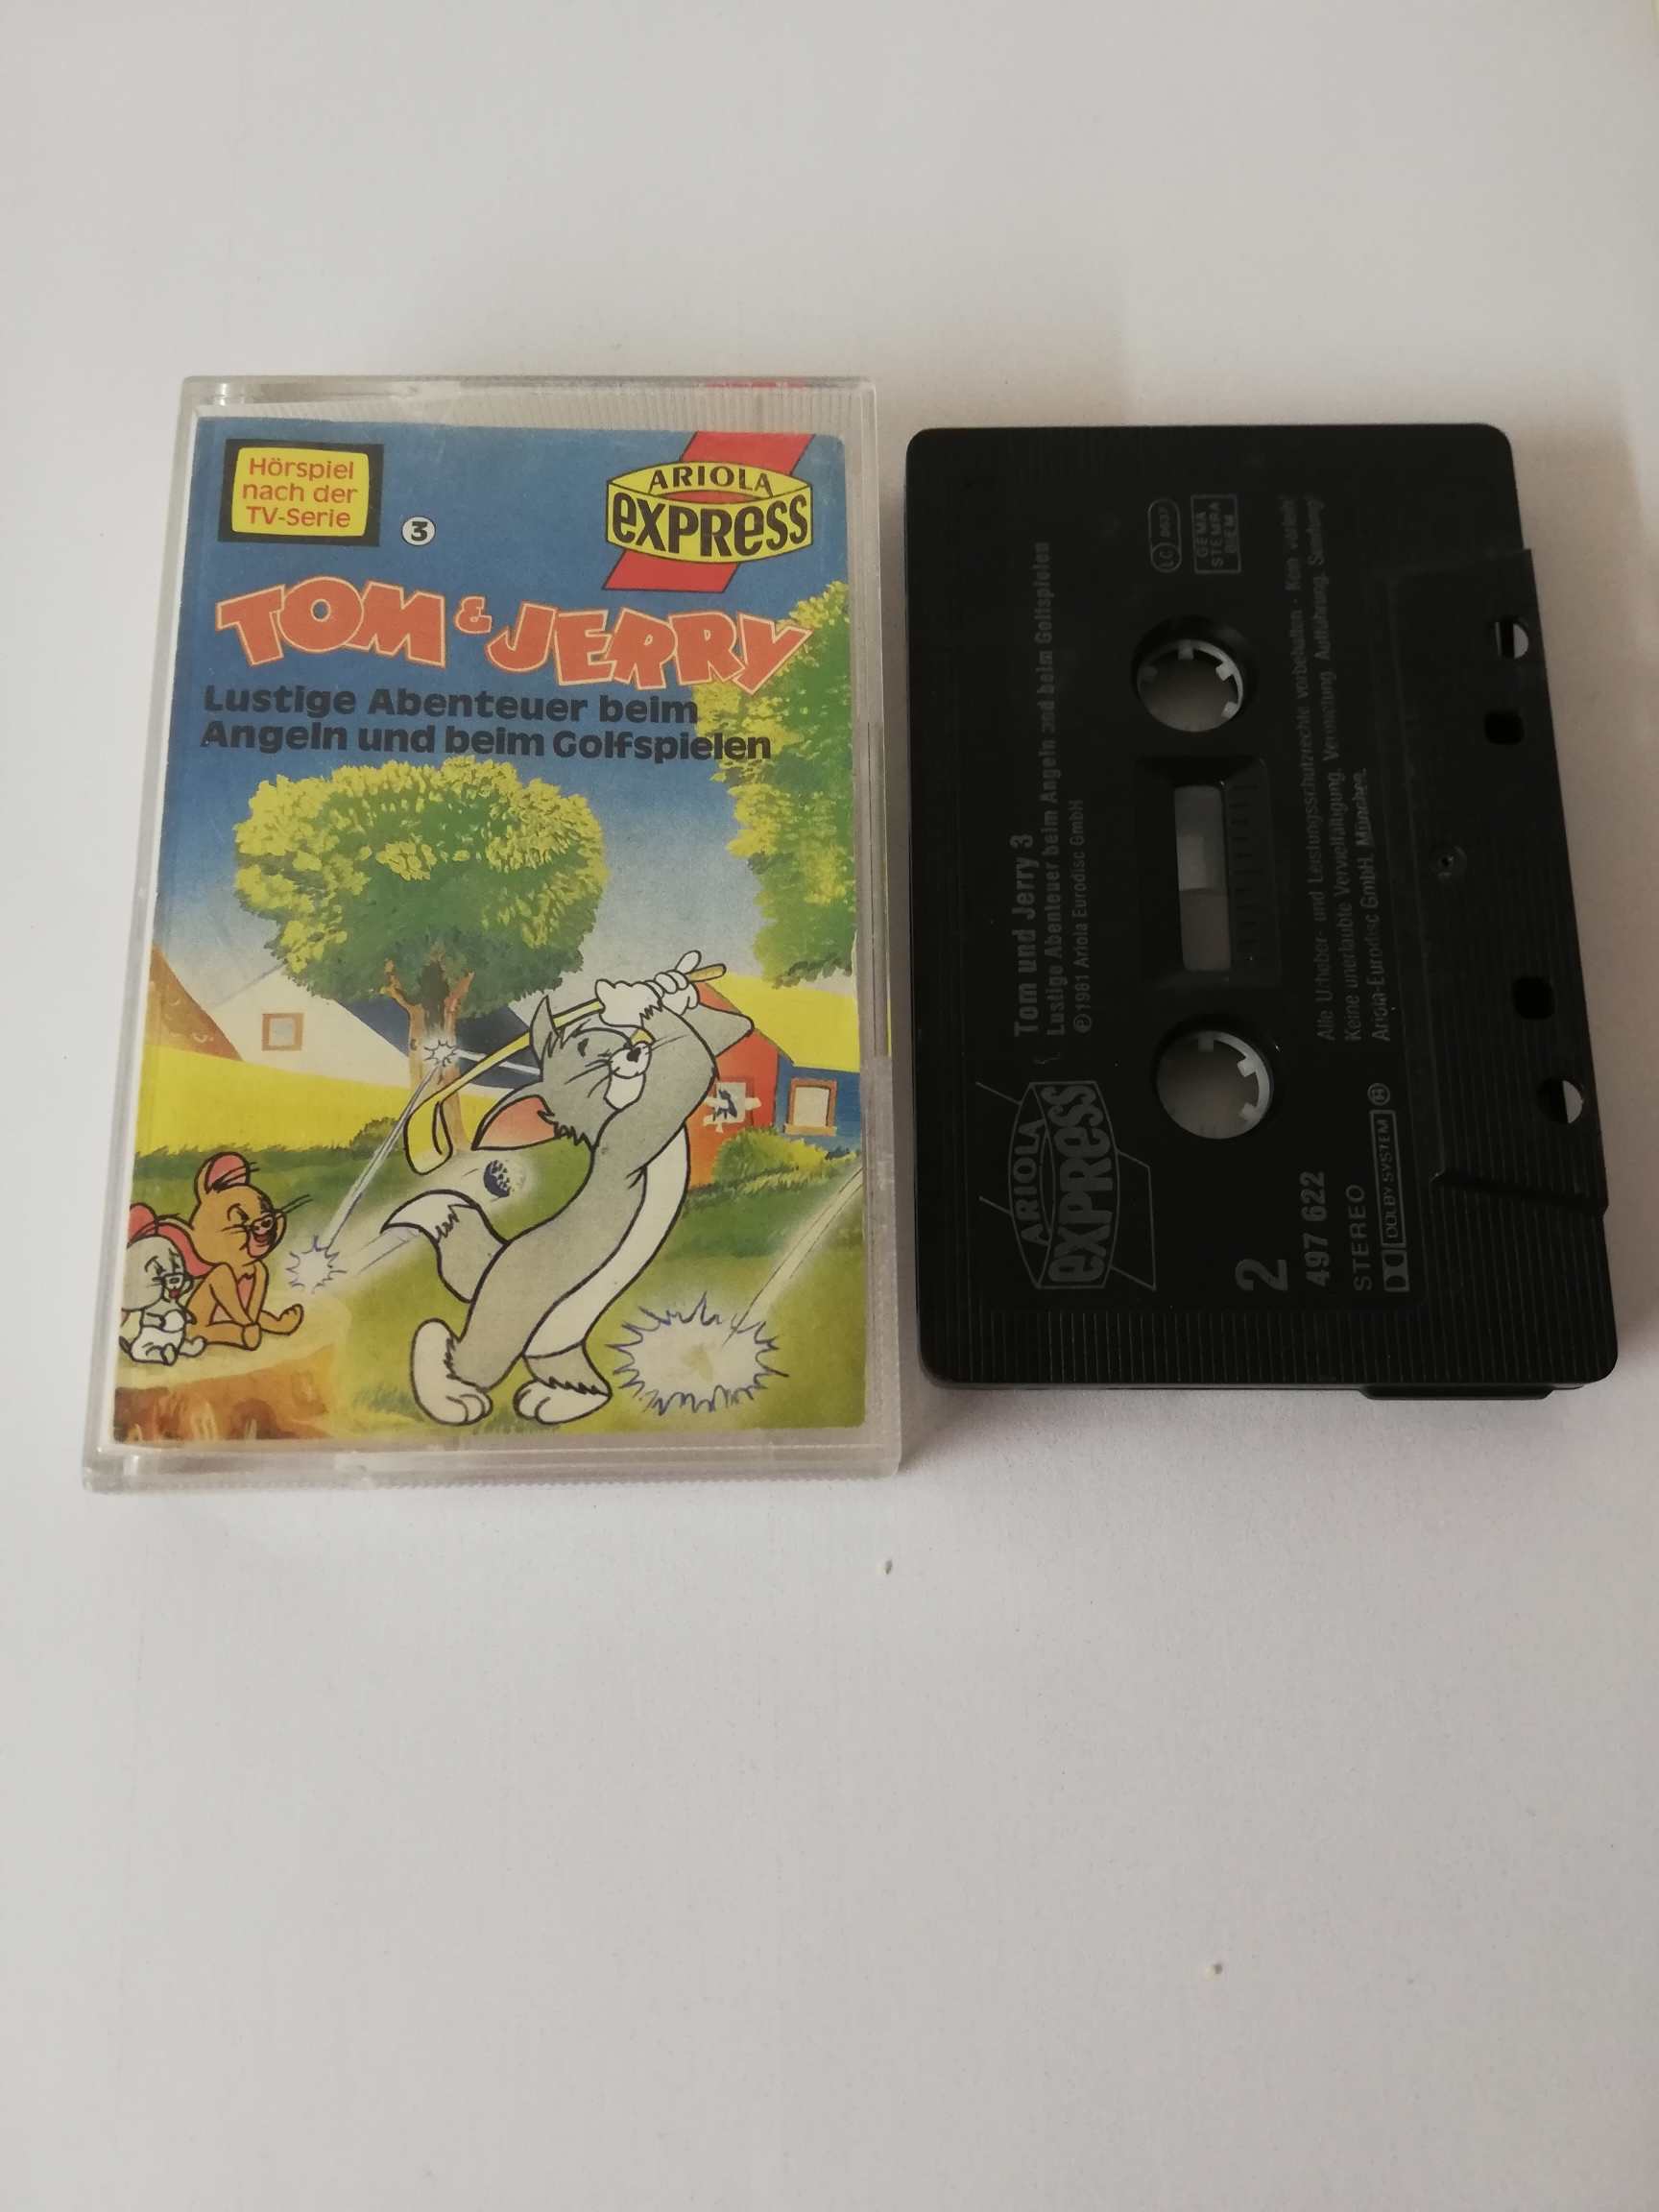 Hörspiel
nach der
TV-Serie
3
ARIOLA
EXPRESS
TOM & JERRY
Lustige Abenteuer beim
Angeln und beim Golfspielen
ARIOLA
EXPRESS
Tom und Jerry 3
Lustige Abenteuer beim Angeln und beim Golfspielen
℗ 1981 Ariola Eurodisc GmbH
LC 8637
GEMA
STEMRA
BIEM
2
497 622
STEREO
DOLBY SYSTEM
Alle Urheber- und Leistungsschutzrechte vorbehalten · Kein Verleih!
Keine unerlaubte Vervielfältigung, Vermietung, Aufführung, Sendung!
Ariola-Eurodisc GmbH, München